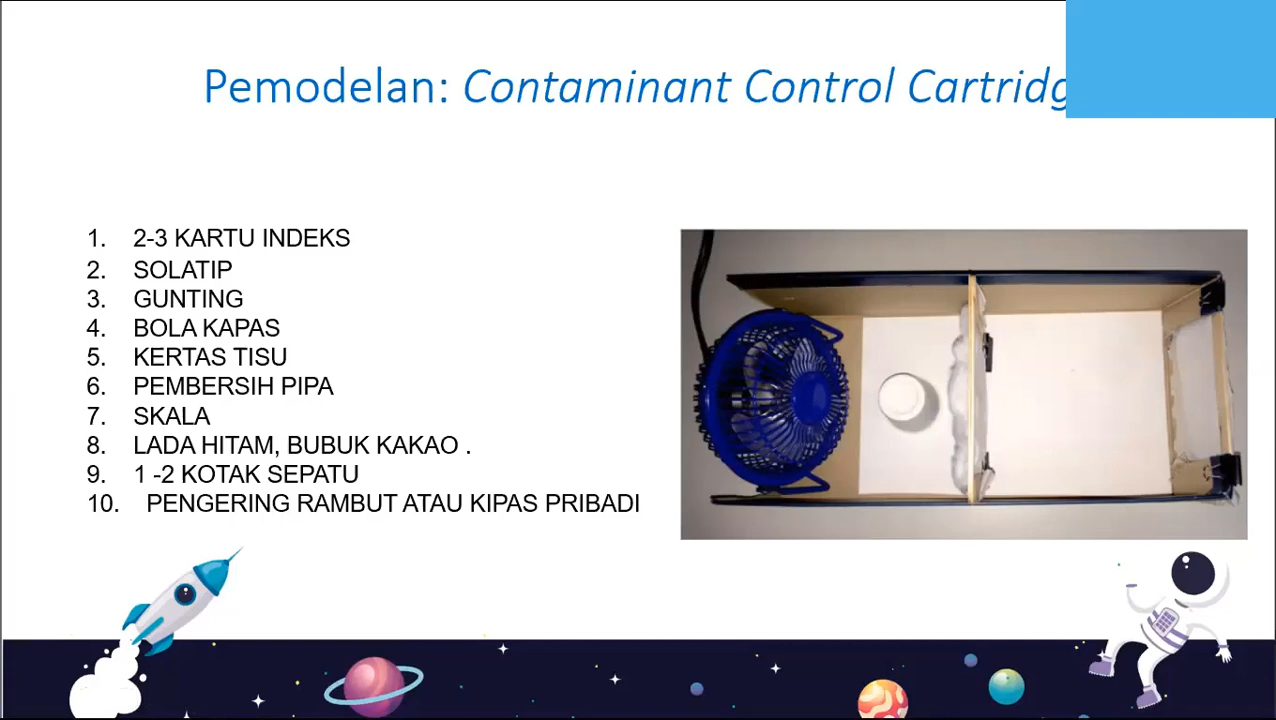 Pemodelan: Contaminant Control
1. 2-3 KARTU INDEKS
2. SOLATIP
3. GUNTING
4. BOLA KAPAS
5. KERTAS TISU
6. PEMBERSIH PIPA
7. SKALA
8. LADA HITAM, BUBUK KAKAO .
9. 1 -2 KOTAK SEPATU
10. PENGERING RAMBUT ATAU KIPAS PRIBADI